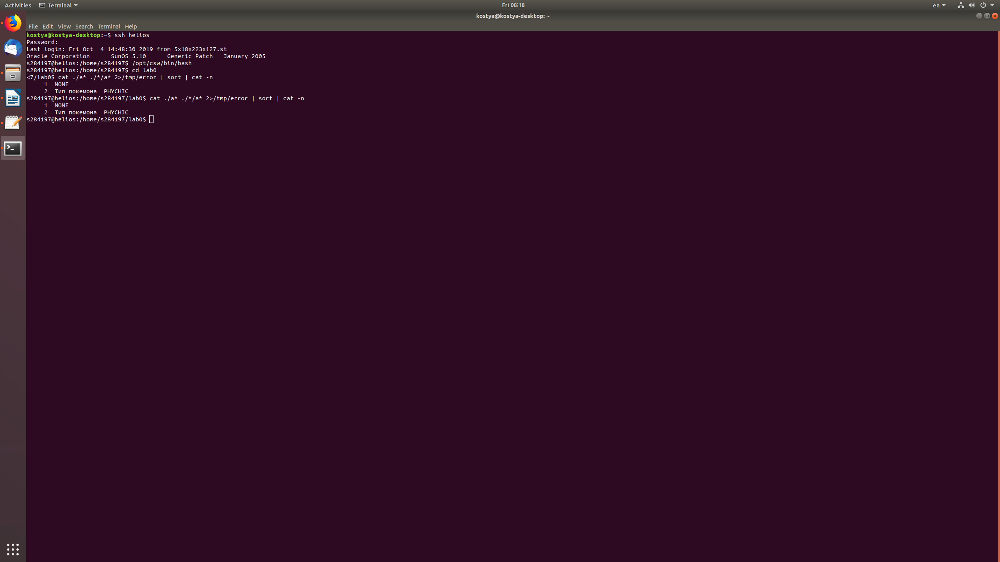 Activities Terminal Fri 08:18 en
kostya@kostya-desktop: ~
File Edit View Search Terminal Help
kostya@kostya-desktop:~$ ssh helios
Password:
Last login: Fri Oct  4 14:48:30 2019 from 5x18x223x127.st
Oracle Corporation      SunOS 5.10      Generic Patch   January 2005
s284197@helios:/home/s284197$ /opt/csw/bin/bash
s284197@helios:/home/s284197$ cd lab0
<7/lab0$ cat ./a* ./*/a* 2>/tmp/error | sort | cat -n
     1  NONE
     2  Тип покемона  PHYCHIC
s284197@helios:/home/s284197/lab0$ cat ./a* ./*/a* 2>/tmp/error | sort | cat -n
     1  NONE
     2  Тип покемона  PHYCHIC
s284197@helios:/home/s284197/lab0$